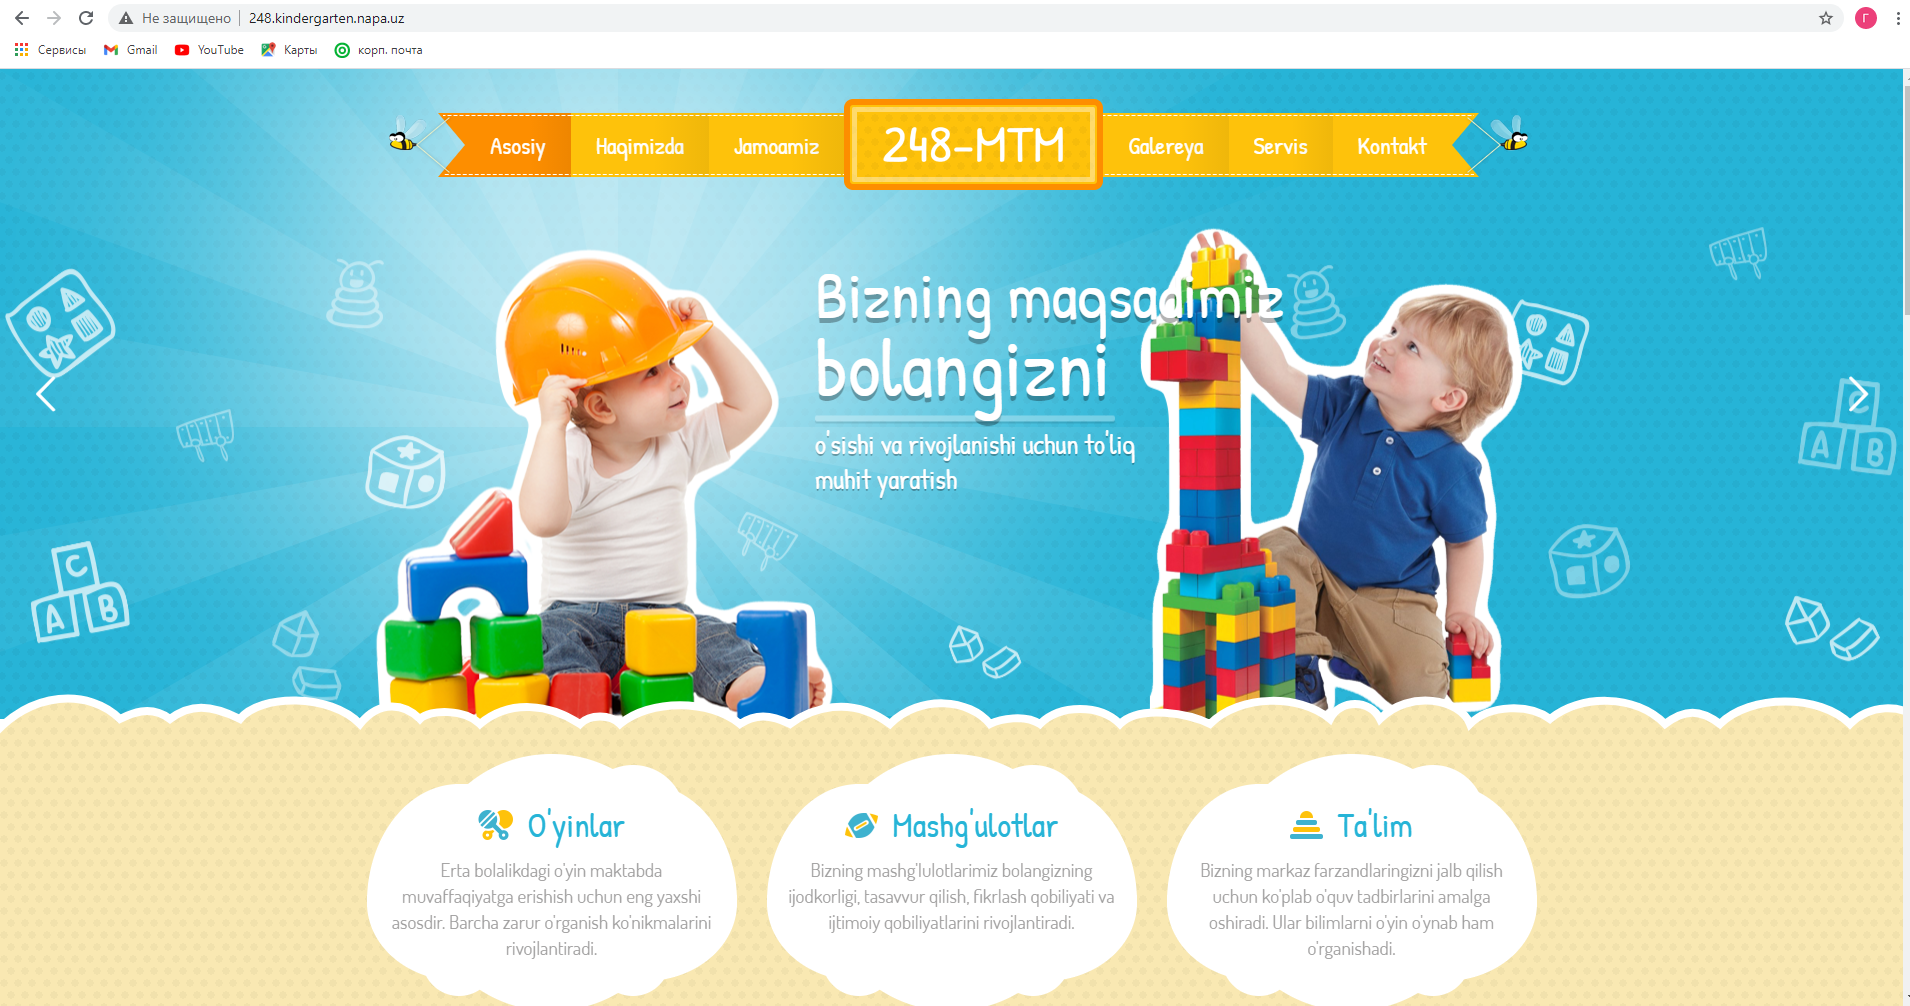 Не защищено 248.kindergarten.napa.uz
Г
Сервисы Gmail YouTube Карты корп. почта
Asosiy Haqimizda Jamoamiz 248-MTM Galereya Servis Kontakt
Bizning maqsadimiz
bolangizni
o'sishi va rivojlanishi uchun to'liq
muhit yaratish
C
A B
C
A B
O'yinlar
Erta bolalikdagi o'yin maktabda
muvaffaqiyatga erishish uchun eng yaxshi
asosdir. Barcha zarur o'rganish ko'nikmalarini
rivojlantiradi.
Mashg'ulotlar
Bizning mashg'lulotlarimiz bolangizning
ijodkorligi, tasavvur qilish, fikrlash qobiliyati va
ijtimoiy qobiliyatlarini rivojlantiradi.
Ta'lim
Bizning markaz farzandlaringizni jalb qilish
uchun ko'plab o'quv tadbirlarini amalga
oshiradi. Ular bilimlarni o'yin o'ynab ham
o'rganishadi.